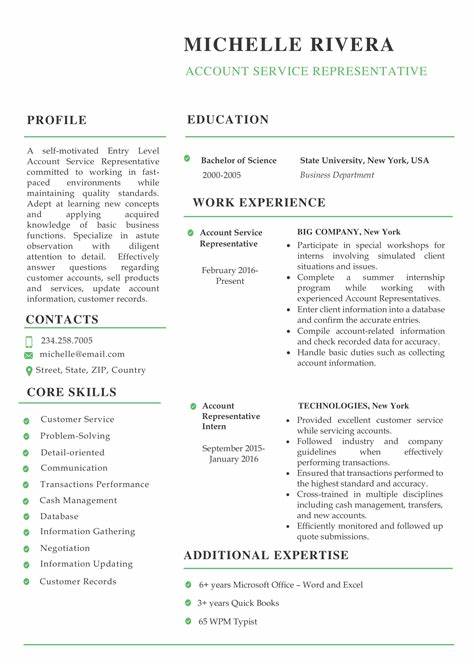 MICHELLE RIVERA
ACCOUNT SERVICE REPRESENTATIVE
PROFILE
A self-motivated Entry Level
Account Service Representative
committed to working in fast-
paced environments while
maintaining quality standards.
Adept at learning new concepts
and applying acquired
knowledge of basic business
functions. Specialize in astute
observation with diligent
attention to detail. Effectively
answer questions regarding
customer accounts, sell products
and services, update account
information, customer records.
CONTACTS
234.258.7005
michelle@email.com
Street, State, ZIP, Country
CORE SKILLS
Customer Service
Problem-Solving
Detail-oriented
Communication
Transactions Performance
Cash Management
Database
Information Gathering
Negotiation
Information Updating
Customer Records
EDUCATION
Bachelor of Science
2000-2005
State University, New York, USA
Business Department
WORK EXPERIENCE
Account Service
Representative
February 2016-
Present
BIG COMPANY, New York
• Participate in special workshops for
interns involving simulated client
situations and issues.
• Complete a summer internship
program while working with
experienced Account Representatives.
• Enter client information into a database
and confirm the accurate entries.
• Compile account-related information
and check recorded data for accuracy.
• Handle basic duties such as collecting
account information.
Account
Representative
Intern
September 2015-
January 2016
TECHNOLOGIES, New York
• Provided excellent customer service
while servicing accounts.
• Followed industry and company
guidelines when effectively
performing transactions.
• Ensured that transactions performed to
the highest standard and accuracy.
• Cross-trained in multiple disciplines
including cash management, transfers,
and new accounts.
• Efficiently monitored and followed up
quote submissions.
ADDITIONAL EXPERTISE
6+ years Microsoft Office – Word and Excel
3+ years Quick Books
65 WPM Typist